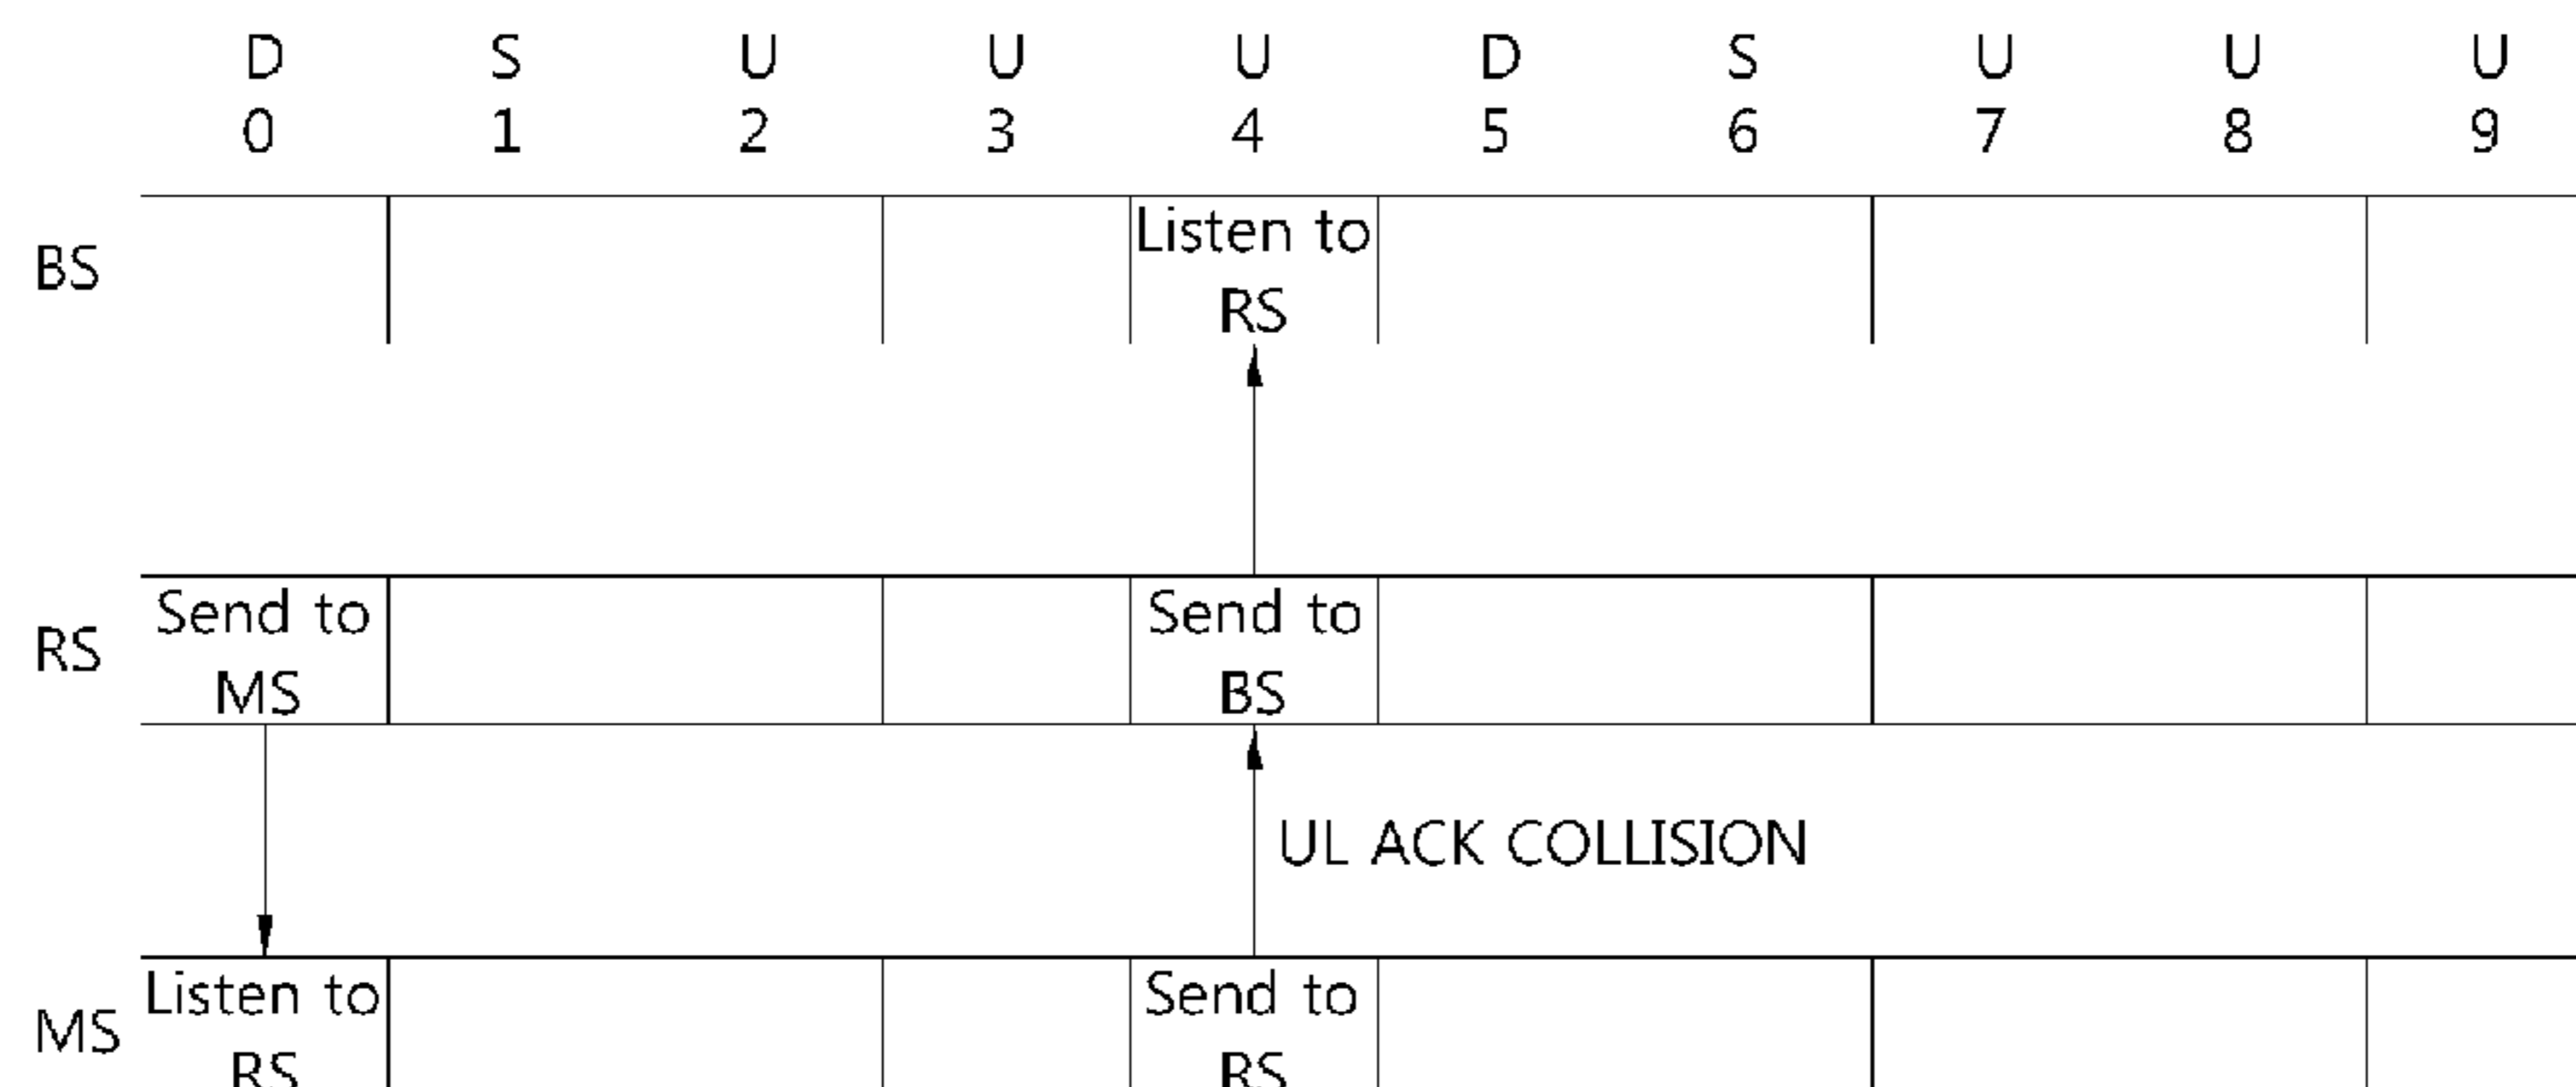 D S U U U D S U U U
0 1 2 3 4 5 6 7 8 9
Listen to
BS
RS
Send to Send to
RS
MS BS
UL ACK COLLISION
Listen to Send to
MS
RS RS